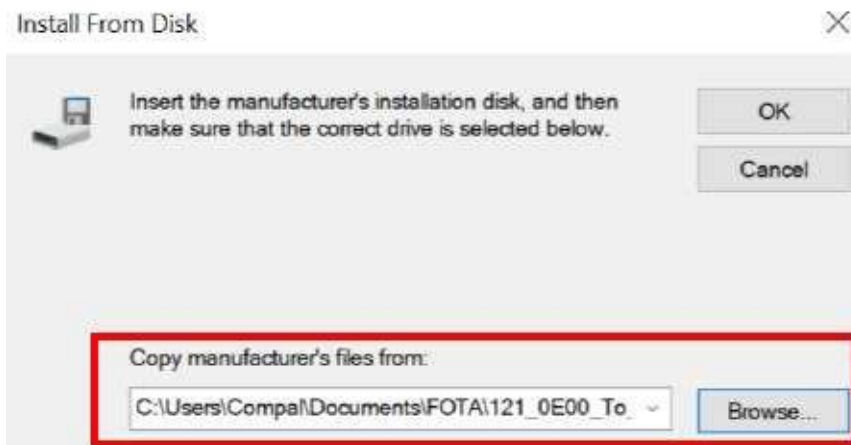 Install From Disk
Insert the manufacturer's installation disk, and then
make sure that the correct drive is selected below.
OK
Cancel
Copy manufacturer's files from:
C:\Users\Compal\Documents\FOTA\121_0E00_To_
Browse...